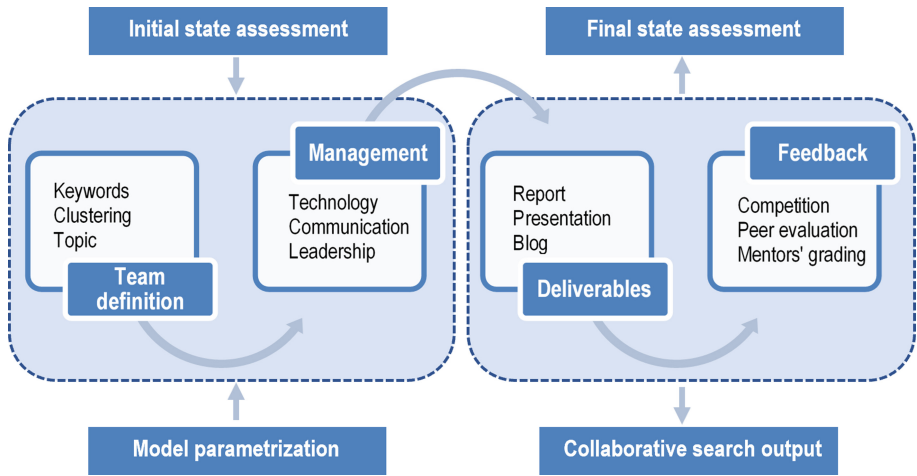 Initial state assessment
Final state assessment
Management
Feedback
Keywords
Clustering
Topic
Technology
Communication
Leadership
Report
Presentation
Blog
Competition
Peer evaluation
Mentors' grading
Team
definition
Deliverables
Model parametrization
Collaborative search output